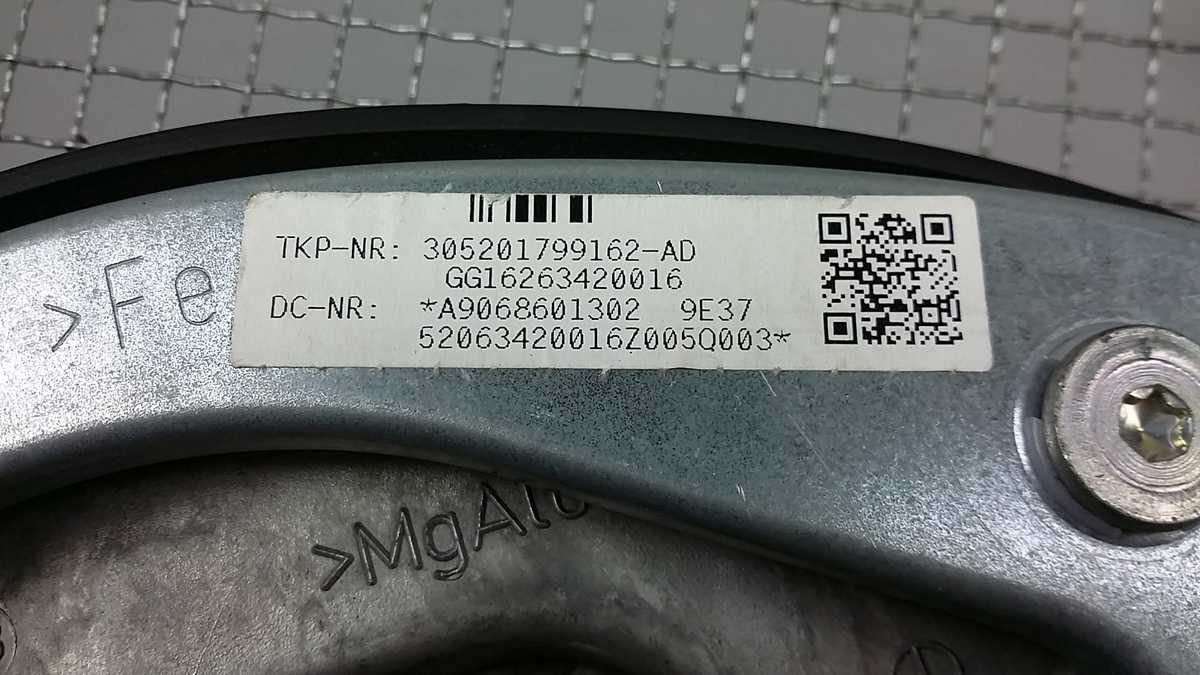 TKP-NR: 305201799162-AD
GG16263420016
DC-NR: *A9068601302 9E37
52063420016Z005Q003*
>Fe
>MgAl